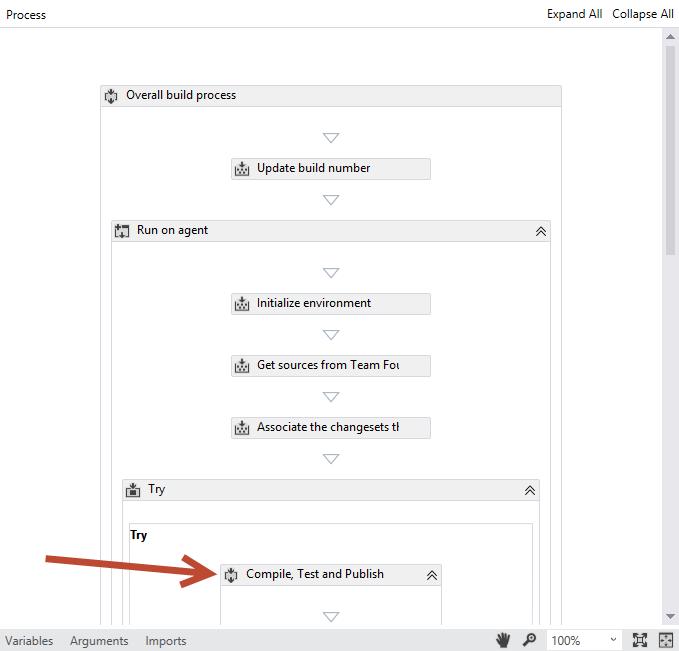 Process
Expand All
Collapse All
Overall build process
Update build number
Run on agent
Initialize environment
Get sources from Team Fou
Associate the changesets th
Try
Try
Compile, Test and Publish
Variables
Arguments
Imports
100%